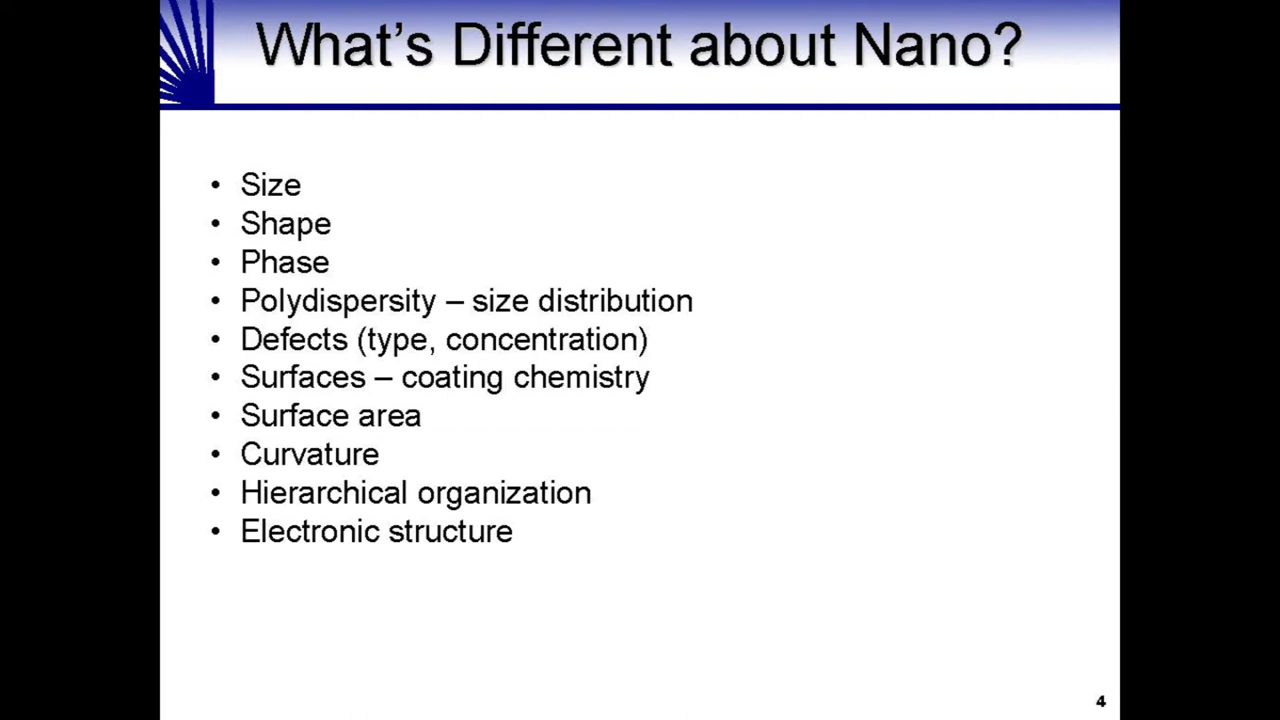 What's Different about Nano?
• Size
• Shape
• Phase
• Polydispersity – size distribution
• Defects (type, concentration)
• Surfaces – coating chemistry
• Surface area
• Curvature
• Hierarchical organization
• Electronic structure
4